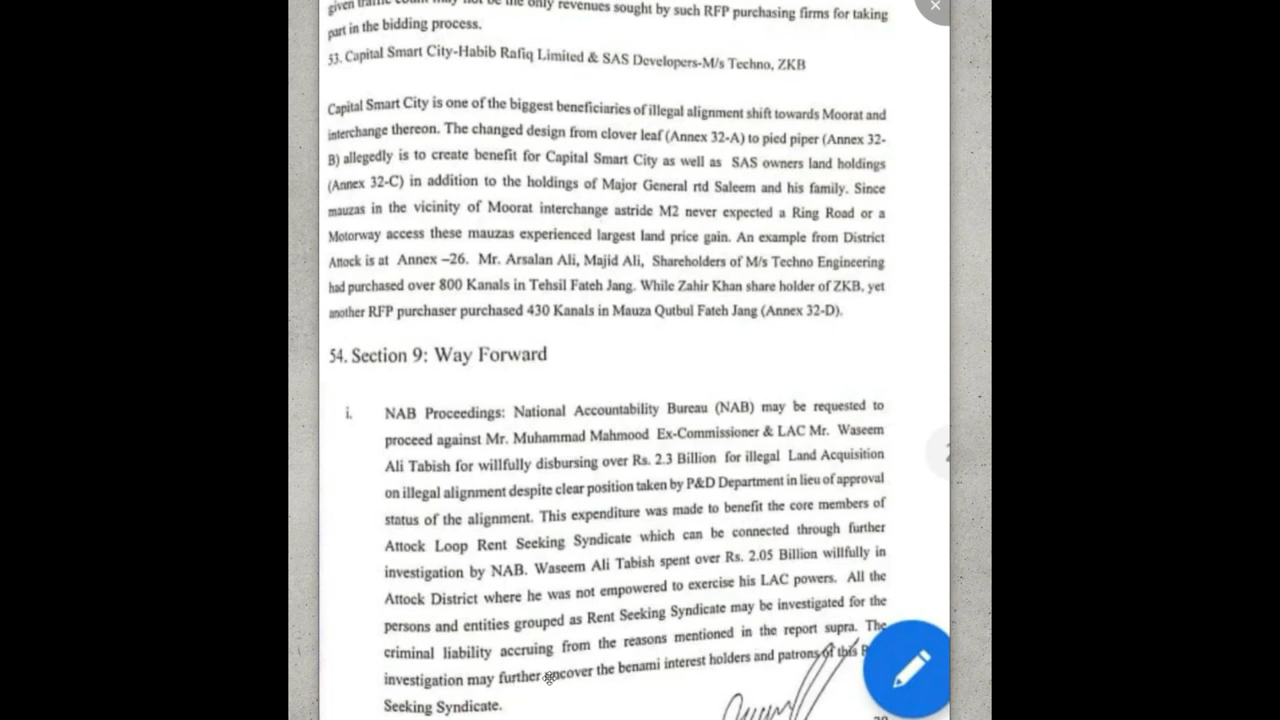 given traffic count may not be the only revenues sought by such RFP purchasing firms for taking
part in the bidding process.
53. Capital Smart City-Habib Rafiq Limited & SAS Developers-M/s Techno, ZKB
Capital Smart City is one of the biggest beneficiaries of illegal alignment shift towards Moorat and
interchange thereon. The changed design from clover leaf (Annex 32-A) to pied piper (Annex 32-
B) allegedly is to create benefit for Capital Smart City as well as SAS owners land holdings
(Annex 32-C) in addition to the holdings of Major General rtd Saleem and his family. Since
mauzas in the vicinity of Moorat interchange astride M2 never expected a Ring Road or a
Motorway access these mauzas experienced largest land price gain. An example from District
Attock is at Annex –26. Mr. Arsalan Ali, Majid Ali, Shareholders of M/s Techno Engineering
had purchased over 800 Kanals in Tehsil Fateh Jang. While Zahir Khan share holder of ZKB, yet
another RFP purchaser purchased 430 Kanals in Mauza Qutbul Fateh Jang (Annex 32-D).
54. Section 9: Way Forward
i. NAB Proceedings: National Accountability Bureau (NAB) may be requested to
proceed against Mr. Muhammad Mahmood Ex-Commissioner & LAC Mr. Waseem
Ali Tabish for willfully disbursing over Rs. 2.3 Billion for illegal Land Acquisition
on illegal alignment despite clear position taken by P&D Department in lieu of approval
status of the alignment. This expenditure was made to benefit the core members of
Attock Loop Rent Seeking Syndicate which can be connected through further
investigation by NAB. Waseem Ali Tabish spent over Rs. 2.05 Billion willfully in
Attock District where he was not empowered to exercise his LAC powers. All the
persons and entities grouped as Rent Seeking Syndicate may be investigated for the
criminal liability accruing from the reasons mentioned in the report supra. The
investigation may further uncover the benami interest holders and patrons of this
Seeking Syndicate.